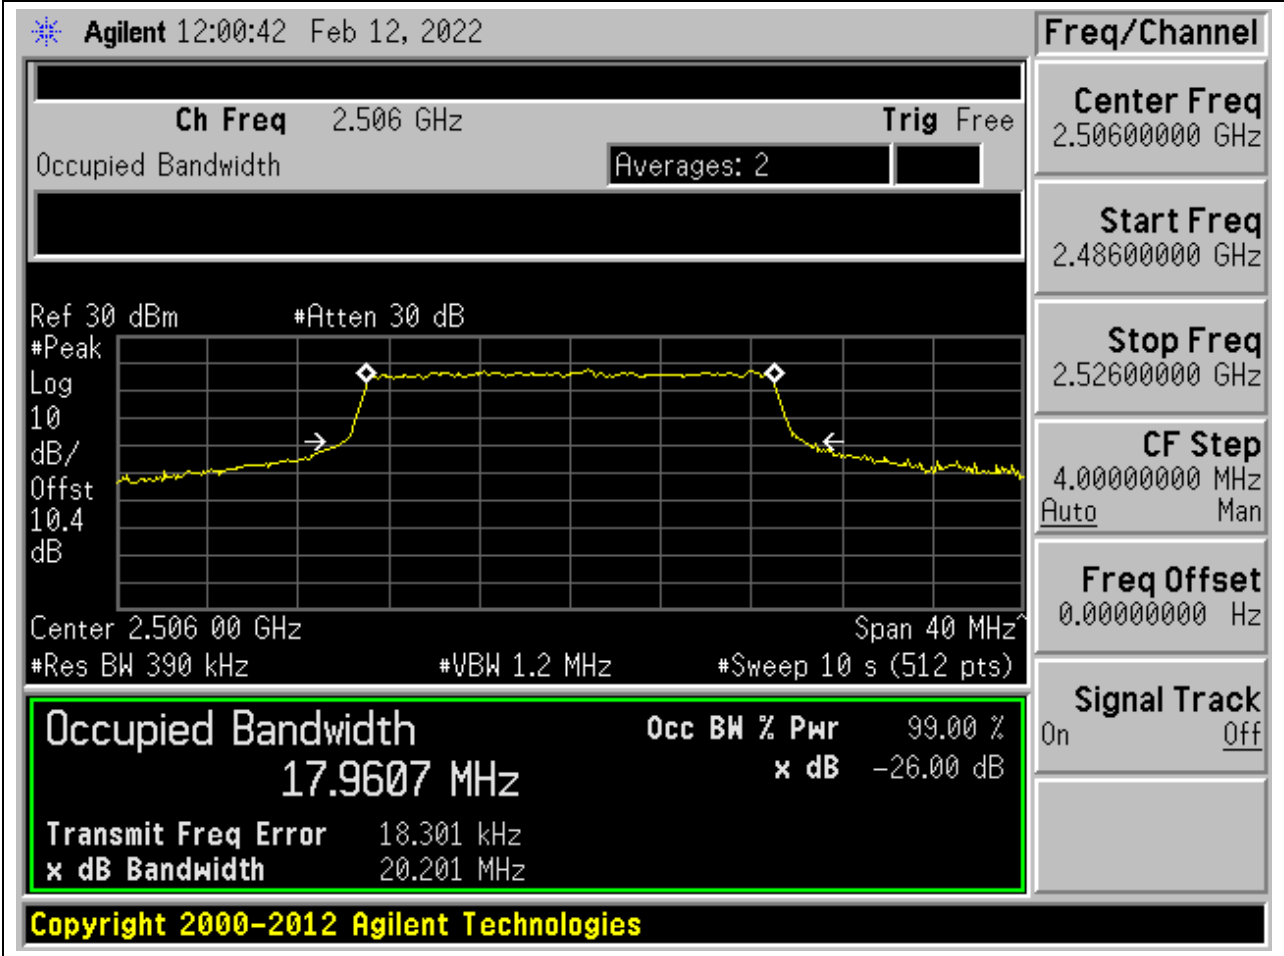 Agilent 12:00:42 Feb 12, 2022
Freq/Channel
Ch Freq 2.506 GHz Trig Free
Occupied Bandwidth Averages: 2
Center Freq
2.50600000 GHz
Start Freq
2.48600000 GHz
Stop Freq
2.52600000 GHz
CF Step
4.00000000 MHz
Auto Man
Freq Offset
0.00000000 Hz
Signal Track
On Off
Ref 30 dBm #Atten 30 dB
#Peak
Log
10
dB/
Offst
10.4
dB
Center 2.506 00 GHz Span 40 MHz^
#Res BW 390 kHz #VBW 1.2 MHz #Sweep 10 s (512 pts)
Occupied Bandwidth Occ BW % Pwr 99.00 %
17.9607 MHz x dB -26.00 dB
Transmit Freq Error 18.301 kHz
x dB Bandwidth 20.201 MHz
Copyright 2000-2012 Agilent Technologies